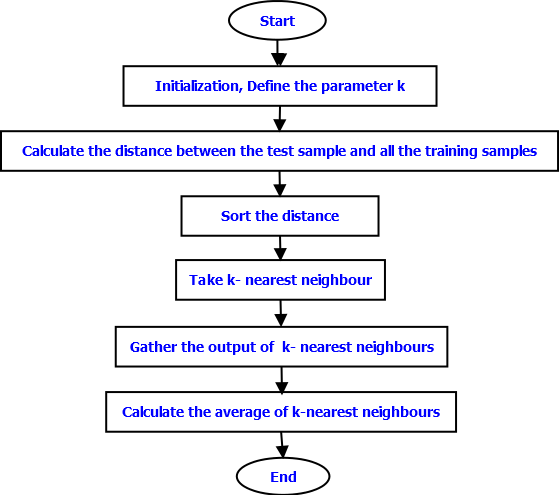 Start
Initialization, Define the parameter k
Calculate the distance between the test sample and all the training samples
Sort the distance
Take k- nearest neighbour
Gather the output of k- nearest neighbours
Calculate the average of k-nearest neighbours
End